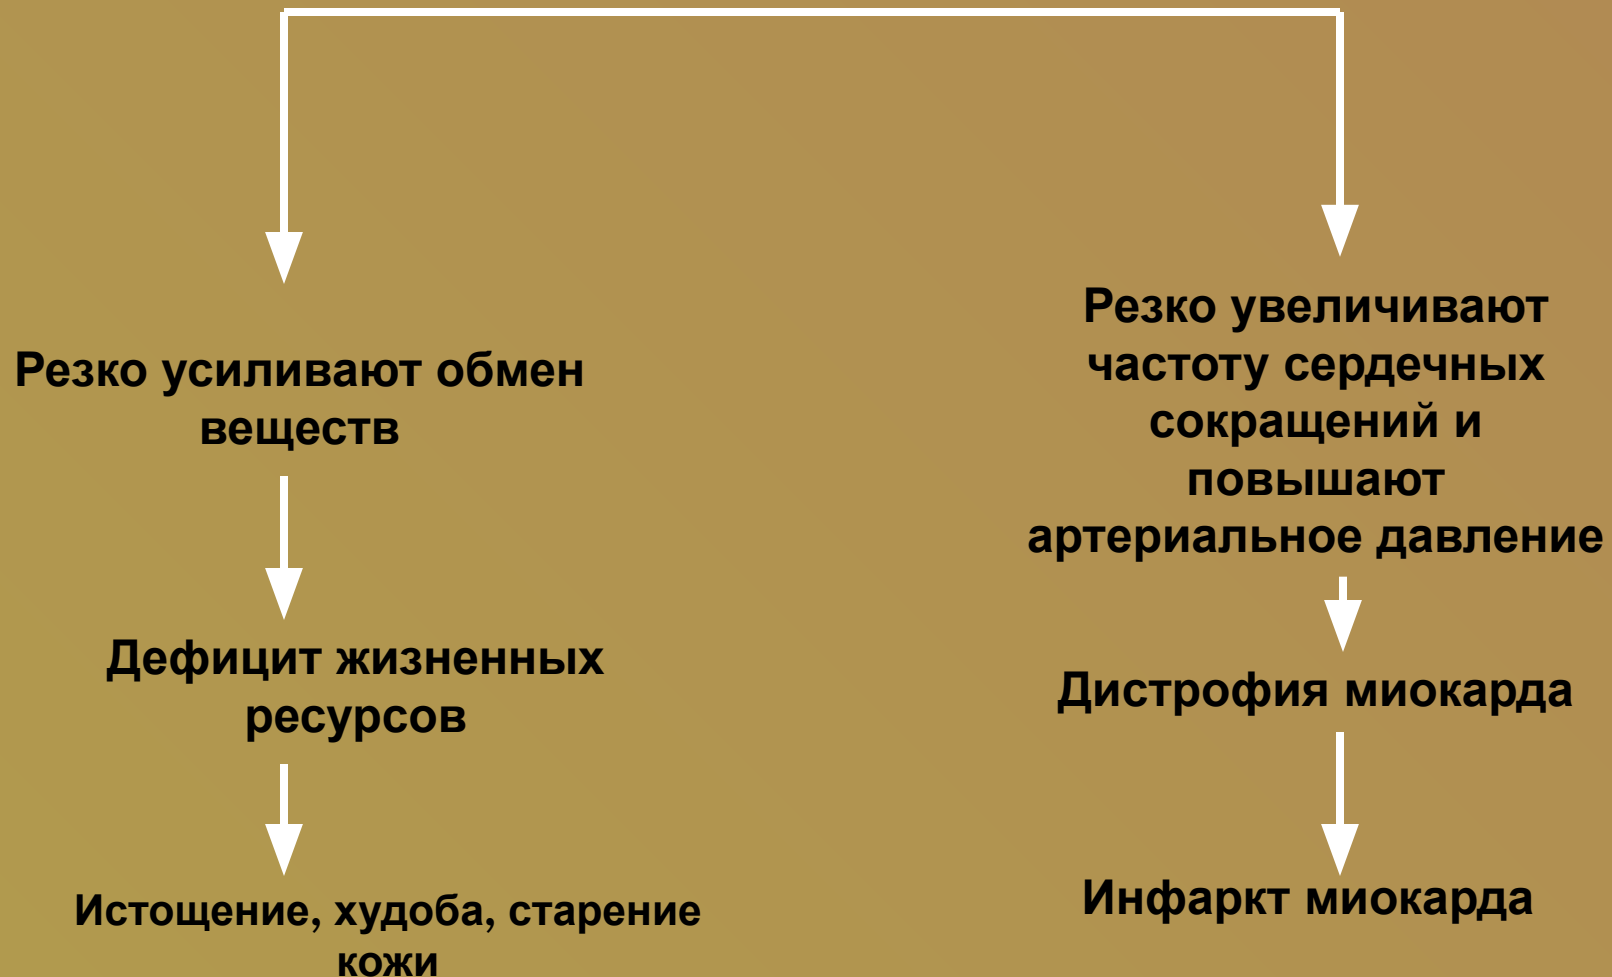 Резко усиливают обмен
веществ
Дефицит жизненных
ресурсов
Истощение, худоба, старение
кожи
Резко увеличивают
частоту сердечных
сокращений и
повышают
артериальное давление
Дистрофия миокарда
Инфаркт миокарда